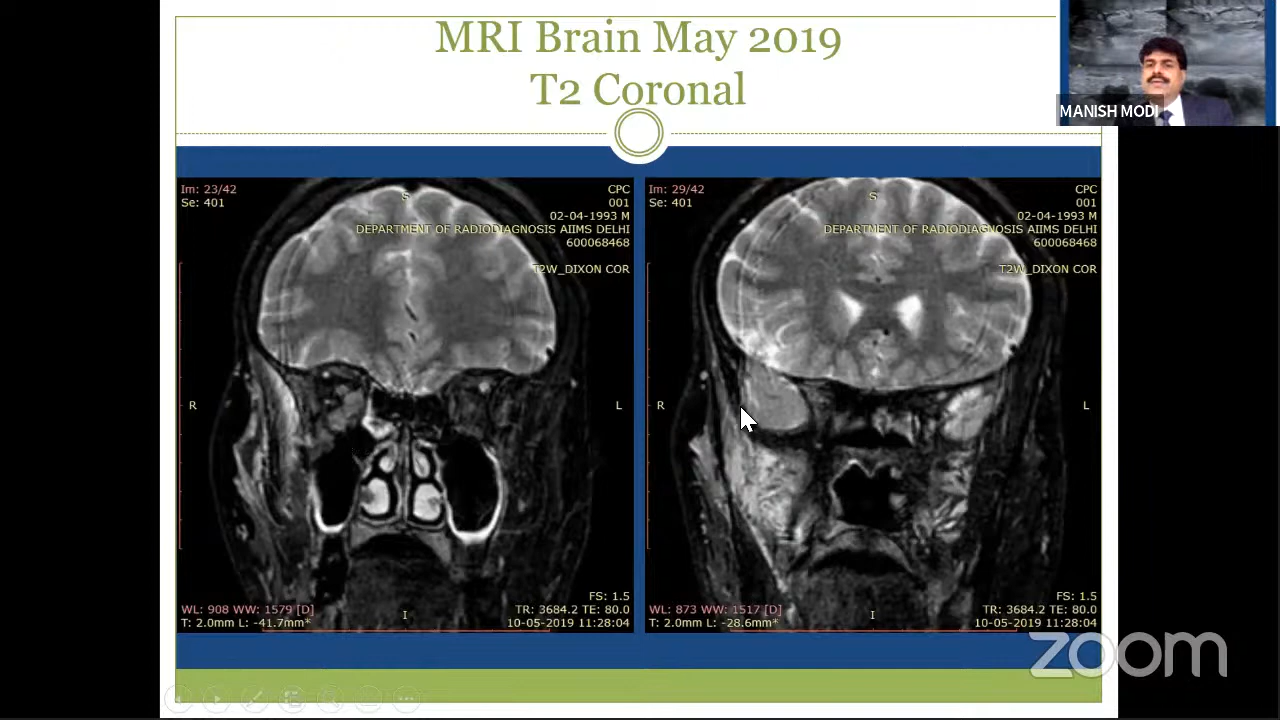 MRI Brain May 2019
T2 Coronal
MANISH MODI
Im: 23/42
Se: 401
CPC
001
02-04-1993 M
DEPARTMENT OF RADIODIAGNOSIS AIIMS DELHI
600068468
T2W_DIXON COR
S
R
L
I
FS: 1.5
WL: 908 WW: 1579 [D]
TR: 3684.2 TE: 80.0
T: 2.0mm L: -41.7mm*
10-05-2019 11:28:04
Im: 29/42
Se: 401
CPC
001
02-04-1993 M
DEPARTMENT OF RADIODIAGNOSIS AIIMS DELHI
600068468
T2W_DIXON COR
S
R
L
I
FS: 1.5
WL: 873 WW: 1517 [D]
TR: 3684.2 TE: 80.0
T: 2.0mm L: -28.6mm*
10-05-2019 11:28:04
zoom